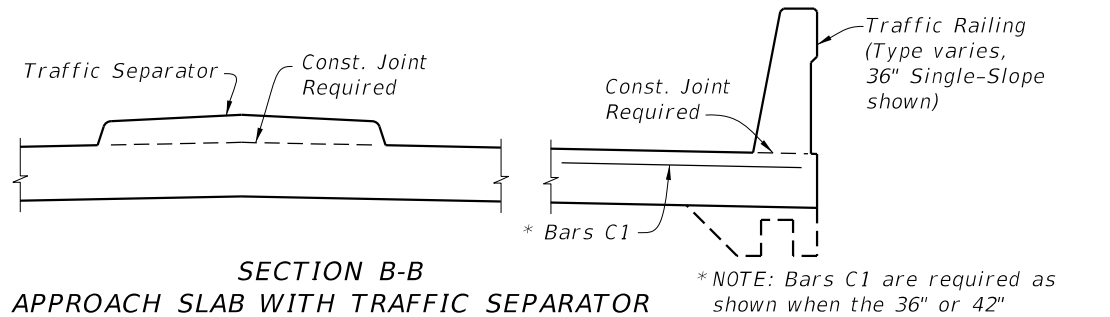 Traffic Separator
Const. Joint
Required
Const. Joint
Required
Traffic Railing
(Type varies,
36" Single-Slope
shown)
* Bars C1
SECTION B-B
APPROACH SLAB WITH TRAFFIC SEPARATOR
* NOTE: Bars C1 are required as
shown when the 36" or 42"